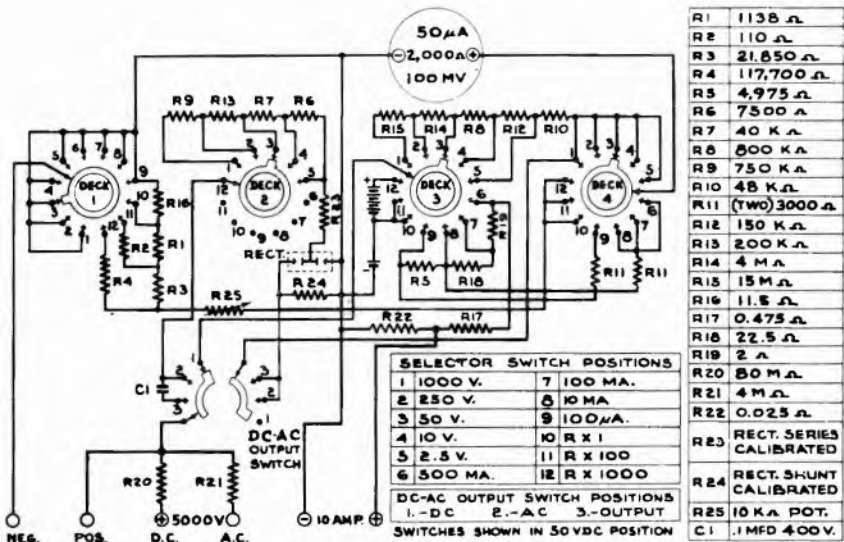 50µA
⊖ 2,000Ω ⊕
100 MV
R9 R13 R7 R6
R15 R14 R8 R12 R10
DECK 1
DECK 2
DECK 3
DECK 4
R16
R2
R1
R4
R3
R25
R23
RECT.
R24
R19
R5 R18
R11 R11
R22 R17
C1
DC-AC
OUTPUT
SWITCH
R20 R21
NEG. POS. ⊕ 5000V
D.C. A.C.
⊖ 10 AMP. ⊕
SELECTOR SWITCH POSITIONS
1 1000 V. 7 100 MA.
2 250 V. 8 10 MA
3 50 V. 9 100µA.
4 10 V. 10 R X 1
5 2.5 V. 11 R X 100
6 500 MA. 12 R X 1000
DC-AC OUTPUT SWITCH POSITIONS
1.-DC 2.-AC 3.-OUTPUT
SWITCHES SHOWN IN 50VDC POSITION
R1 1138 Ω
R2 110 Ω
R3 21,850 Ω
R4 117,700 Ω
R5 4,975 Ω
R6 7500 Ω
R7 40 K Ω
R8 800 K Ω
R9 750 K Ω
R10 48 K Ω
R11 (TWO) 3000 Ω
R12 150 K Ω
R13 200 K Ω
R14 4 M Ω
R15 15 M Ω
R16 11.5 Ω
R17 0.475 Ω
R18 22.5 Ω
R19 2 Ω
R20 80 M Ω
R21 4 M Ω
R22 0.025 Ω
R23 RECT. SERIES
CALIBRATED
R24 RECT. SHUNT
CALIBRATED
R25 10 K Ω POT.
C1 .1 MFD 400 V.